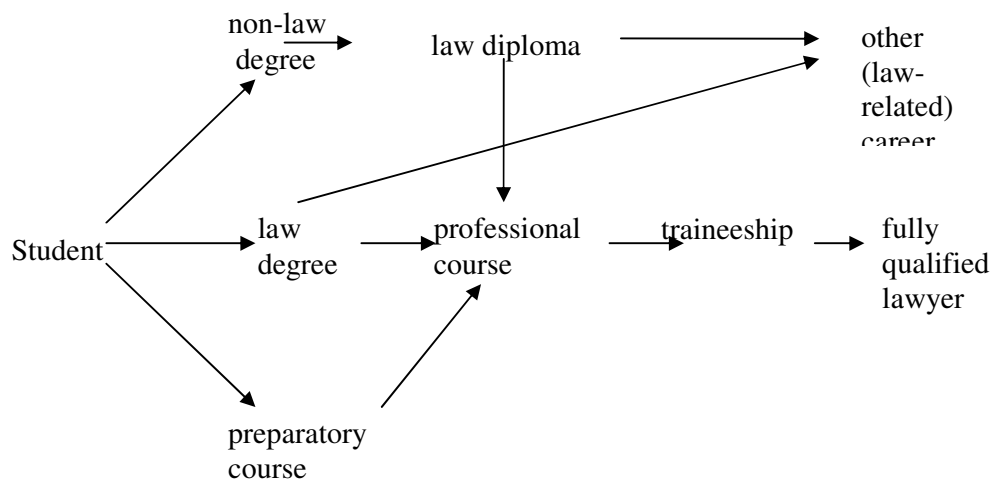 non-law
degree
law diploma
other
(law-
related)
career
Student
law
degree
professional
course
traineeship
fully
qualified
lawyer
preparatory
course